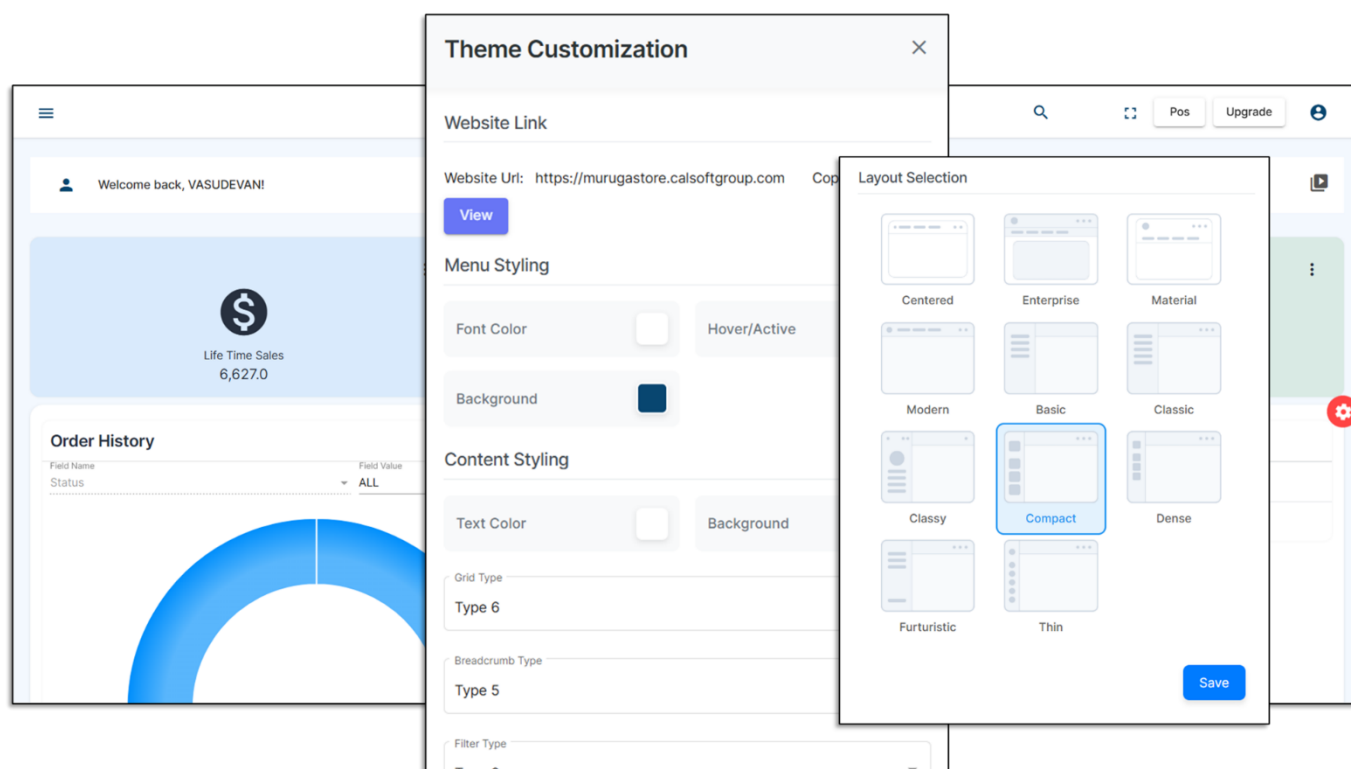 Theme Customization
Website Link
Website Url: https://murugastore.calsoftgroup.com
View
Menu Styling
Font Color
Hover/Active
Background
Content Styling
Text Color
Background
Grid Type
Type 6
Breadcrumb Type
Type 5
Filter Type
Pos
Upgrade
Welcome back, VASUDEVAN!
Life Time Sales
6,627.0
Order History
Field Name
Field Value
Status
ALL
Layout Selection
Centered
Enterprise
Material
Modern
Basic
Classic
Classy
Compact
Dense
Furturistic
Thin
Save